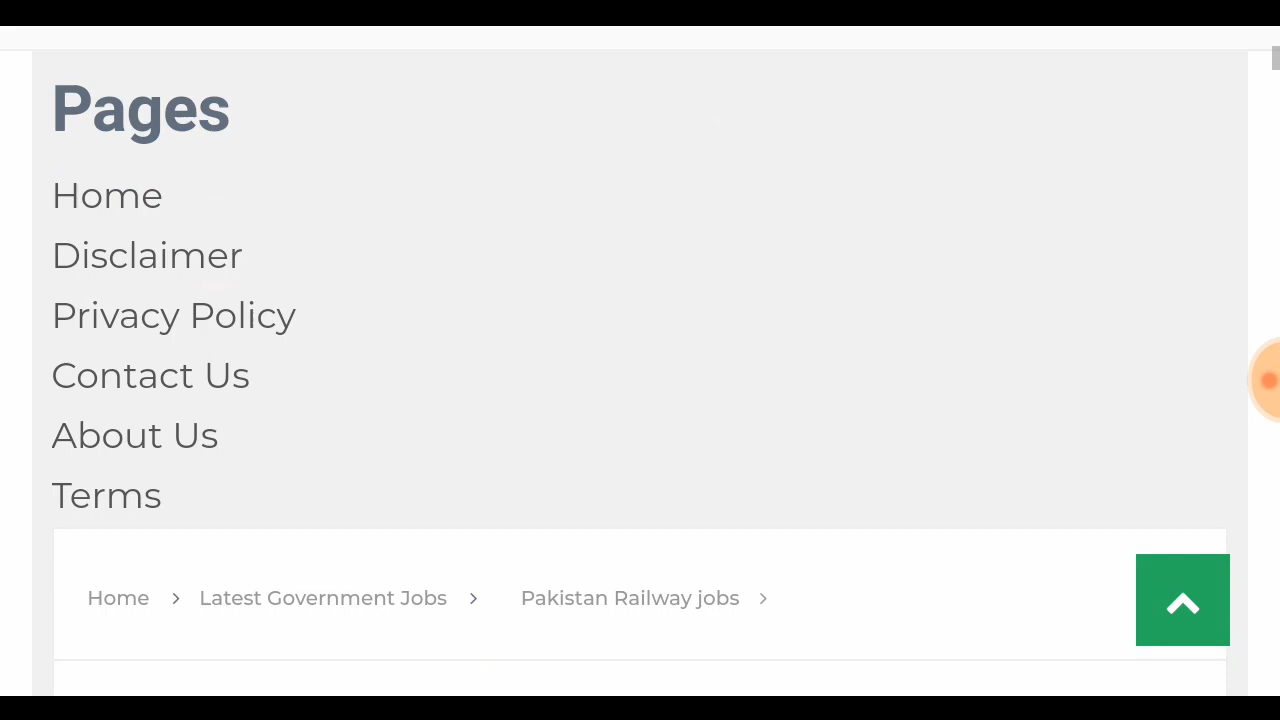 Pages
Home
Disclaimer
Privacy Policy
Contact Us
About Us
Terms
Home > Latest Government Jobs > Pakistan Railway jobs >